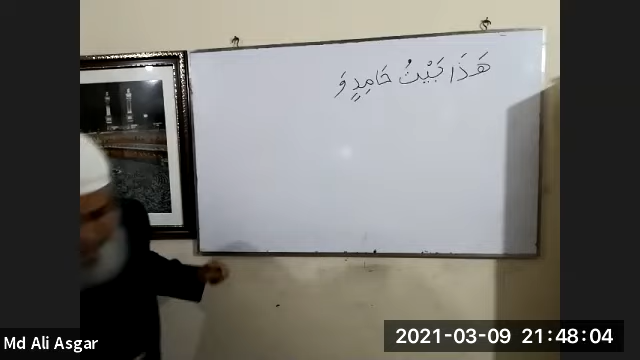 هَذَا بَيْتُ حَامِدٍ وَ
Md Ali Asgar
2021-03-09 21:48:04